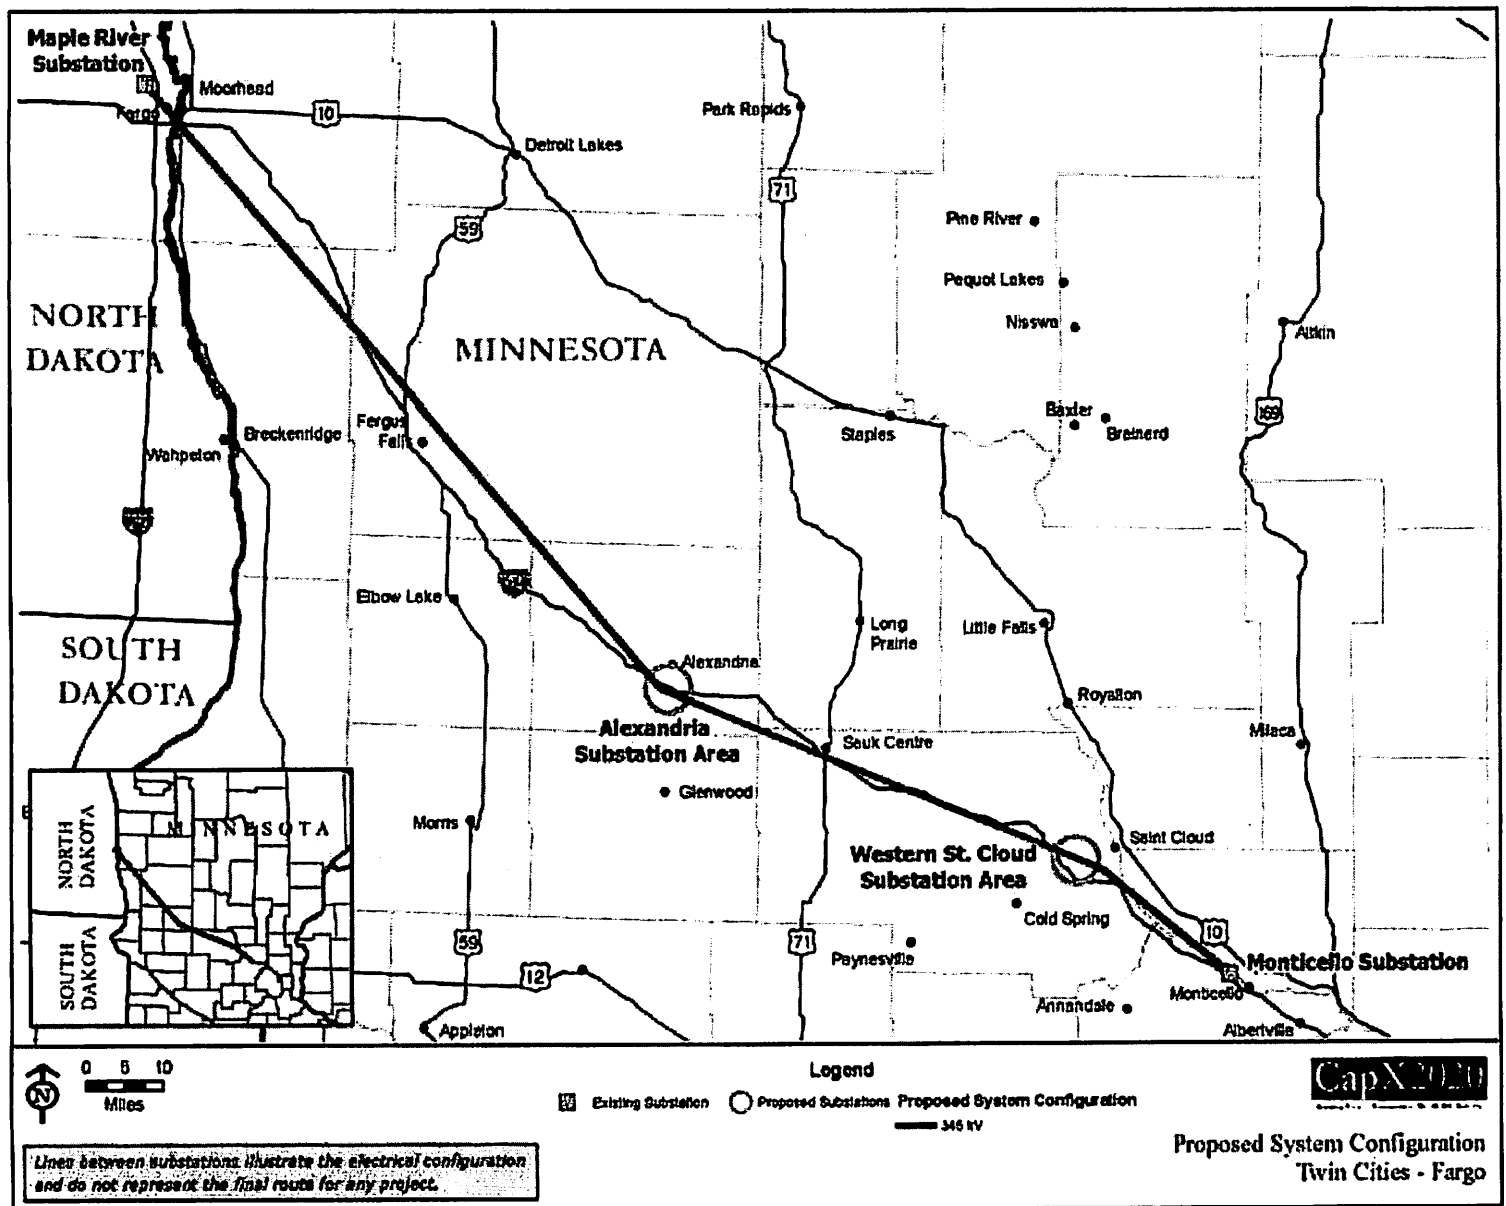 Maple River
Substation
Moorhead
Fargo
10
Detroit Lakes
Park Rapids
71
59
Pine River
Pequot Lakes
Nisswa
Aitkin
NORTH
DAKOTA
MINNESOTA
169
Baxter
Brainerd
Staples
Fergus
Falls
Breckenridge
Wahpeton
Elbow Lake
Long
Prairie
Little Falls
SOUTH
DAKOTA
Alexandria
Royalton
Alexandria
Substation Area
Sauk Centre
Milaca
Glenwood
Morris
Saint Cloud
Western St. Cloud
Substation Area
Cold Spring
NORTH
DAKOTA
MINNESOTA
SOUTH
DAKOTA
59
71
10
12
Paynesville
Monticello Substation
Monticello
Annandale
Albertville
Appleton
N
0 5 10
Miles
Legend
Existing Substation
Proposed Substations
Proposed System Configuration
345 kV
CapX2020
Lines between substations illustrate the electrical configuration
and do not represent the final route for any project.
Proposed System Configuration
Twin Cities - Fargo